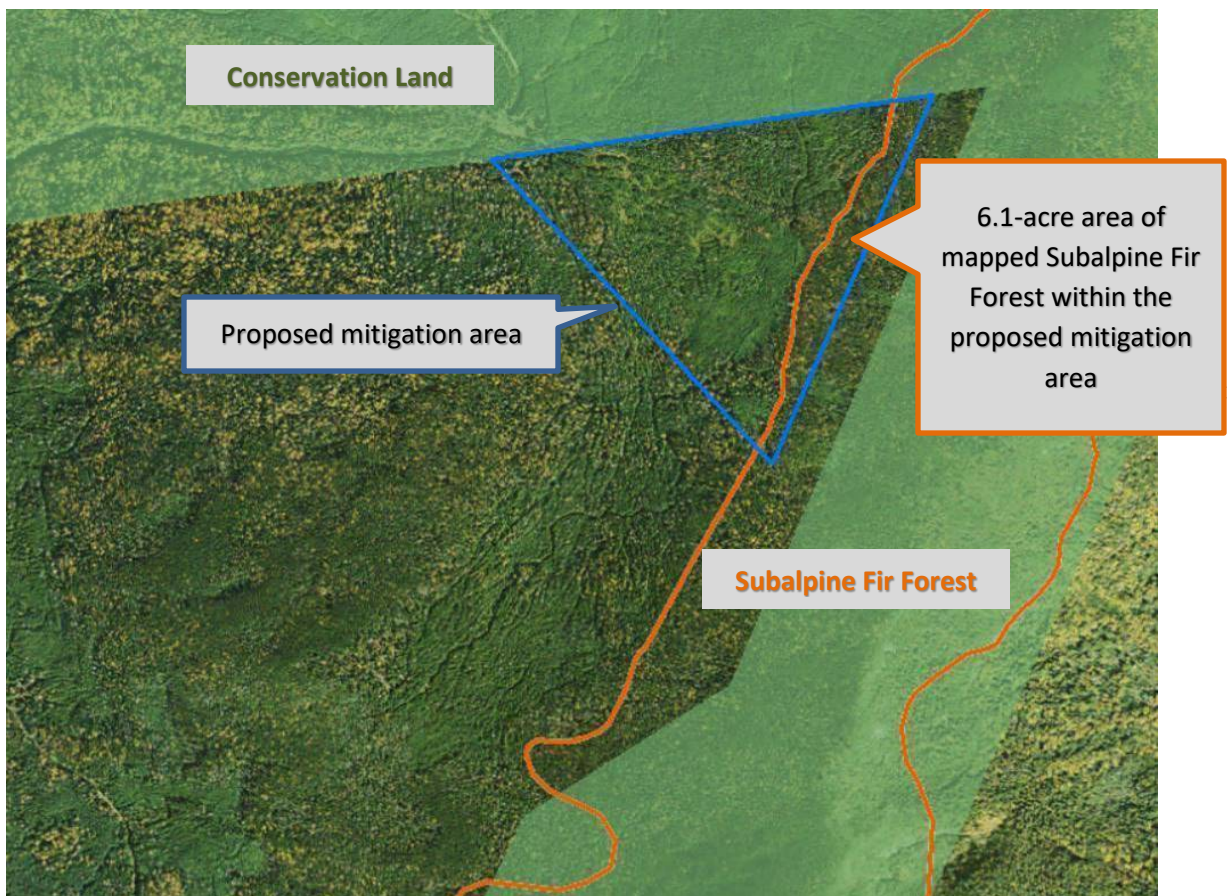 Conservation Land
6.1-acre area of
mapped Subalpine Fir
Forest within the
proposed mitigation
area
Proposed mitigation area
Subalpine Fir Forest